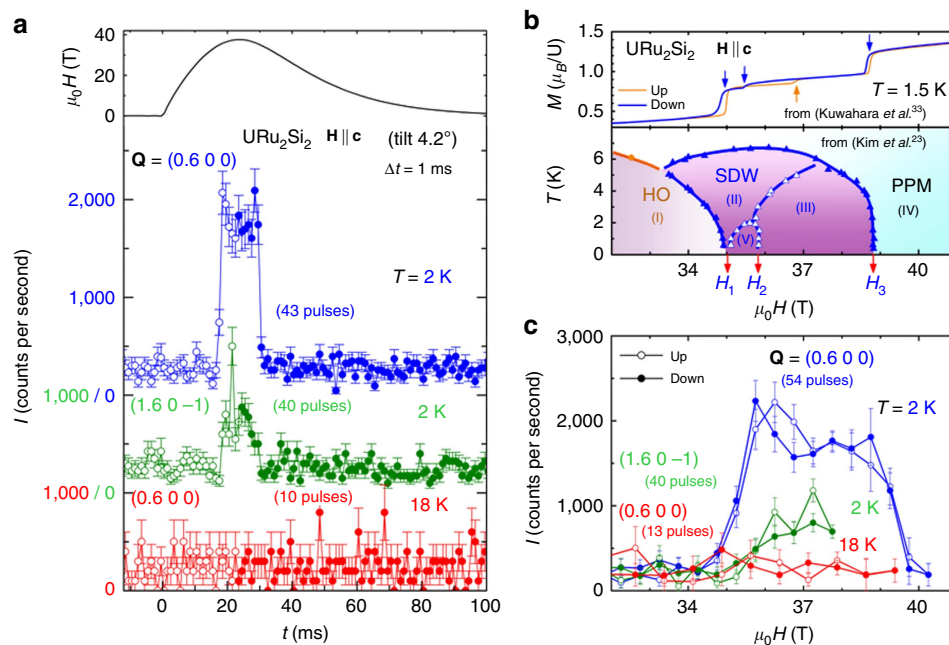 a
40
20
0
μ₀H (T)
URu₂Si₂ H || c (tilt 4.2°)
Q = (0.6 0 0)
Δt = 1 ms
2,000
T = 2 K
1,000
(43 pulses)
1,000 / 0
(1.6 0 –1)
(40 pulses)
2 K
1,000 / 0
(0.6 0 0)
(10 pulses)
18 K
0
I (counts per second)
0 20 40 60 80 100
t (ms)
b
1.5
1.0
0.5
M (μB/U)
URu₂Si₂ H || c
Up
Down
T = 1.5 K
from (Kuwahara et al.³³)
from (Kim et al.²³)
6
4
2
0
T (K)
HO
(I)
SDW
(II)
(III)
(V)
PPM
(IV)
34 37 40
H₁ H₂ H₃
μ₀H (T)
c
3,000
2,000
1,000
0
I (counts per second)
Up
Down
Q = (0.6 0 0)
(54 pulses)
T = 2 K
(1.6 0 –1)
(40 pulses)
2 K
(0.6 0 0)
(13 pulses)
18 K
34 37 40
μ₀H (T)